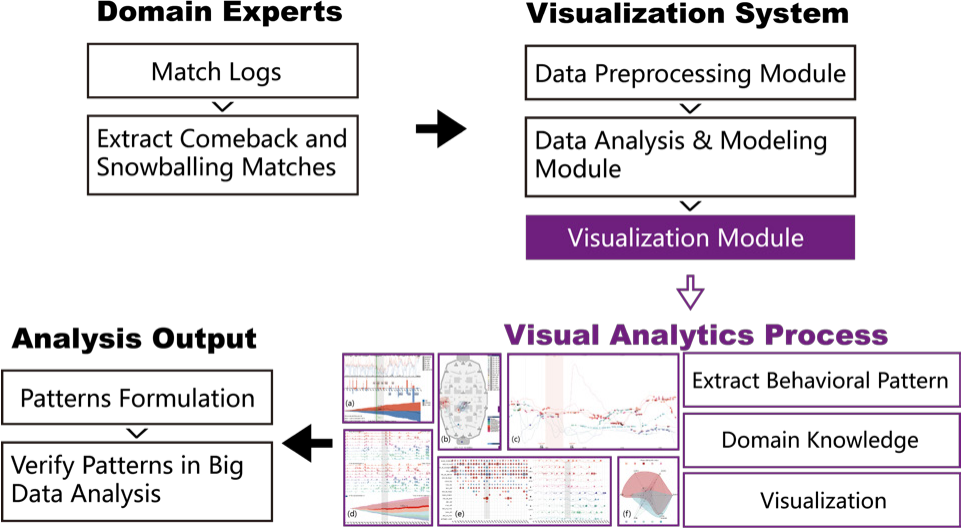 Domain Experts
Match Logs
Extract Comeback and
Snowballing Matches
Visualization System
Data Preprocessing Module
Data Analysis & Modeling
Module
Visualization Module
Visual Analytics Process
(a)
(b)
(c)
(d)
(e)
(f)
Extract Behavioral Pattern
Domain Knowledge
Visualization
Analysis Output
Patterns Formulation
Verify Patterns in Big
Data Analysis